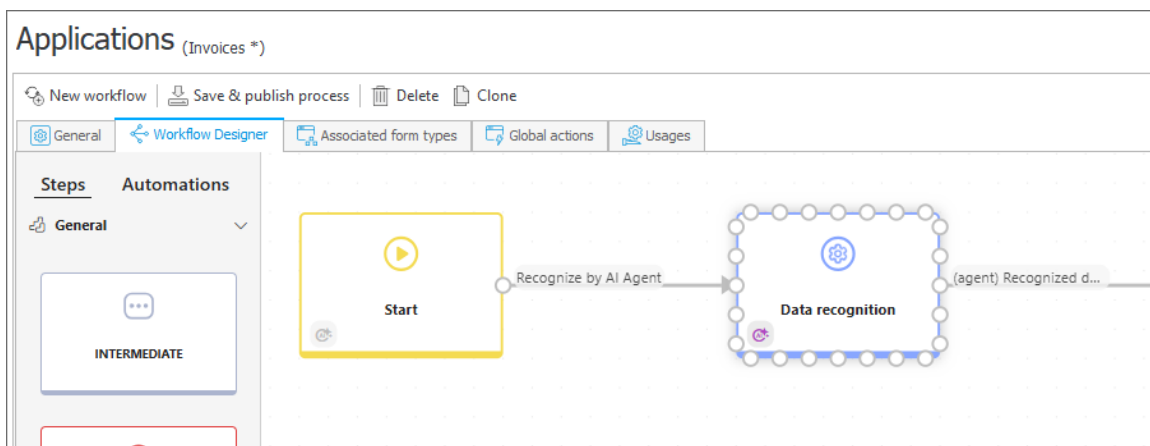 Applications (Invoices *)
New workflow Save & publish process Delete Clone
General Workflow Designer Associated form types Global actions Usages
Steps Automations
General
Recognize by AI Agent
(agent) Recognized d...
Start
Data recognition
INTERMEDIATE